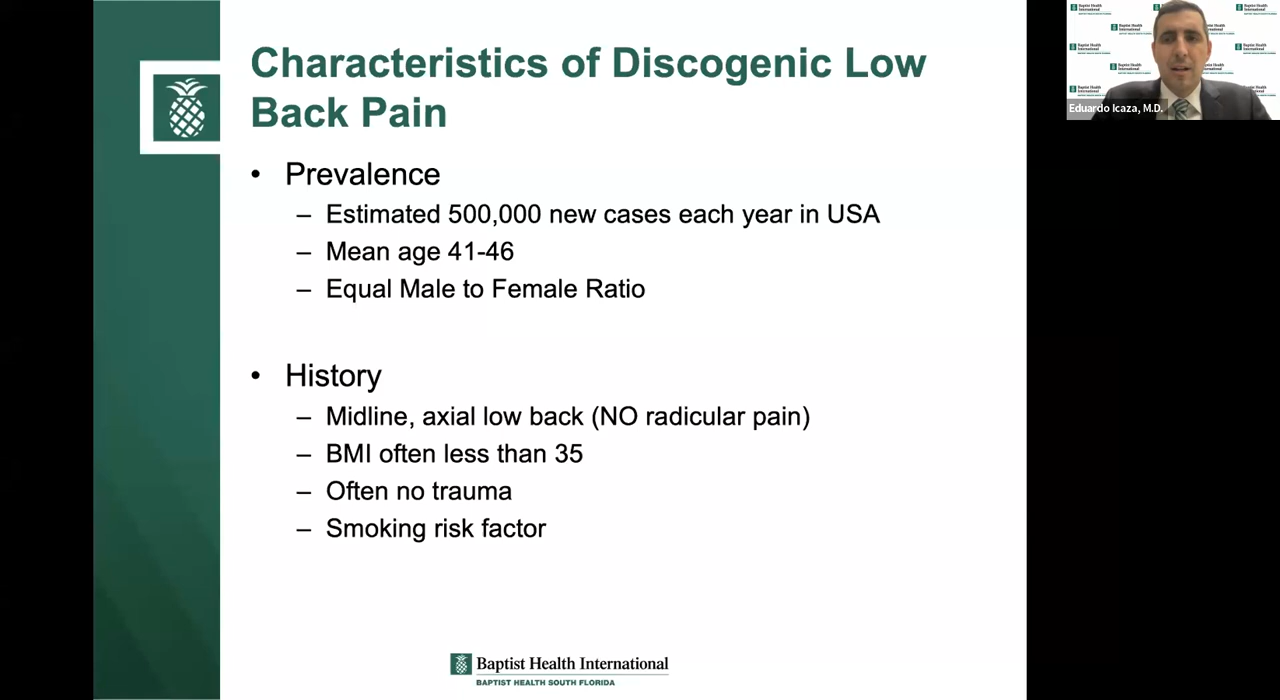 Characteristics of Discogenic Low
Back Pain
• Prevalence
– Estimated 500,000 new cases each year in USA
– Mean age 41-46
– Equal Male to Female Ratio
• History
– Midline, axial low back (NO radicular pain)
– BMI often less than 35
– Often no trauma
– Smoking risk factor
Baptist Health International
BAPTIST HEALTH SOUTH FLORIDA
Eduardo Icaza, M.D.